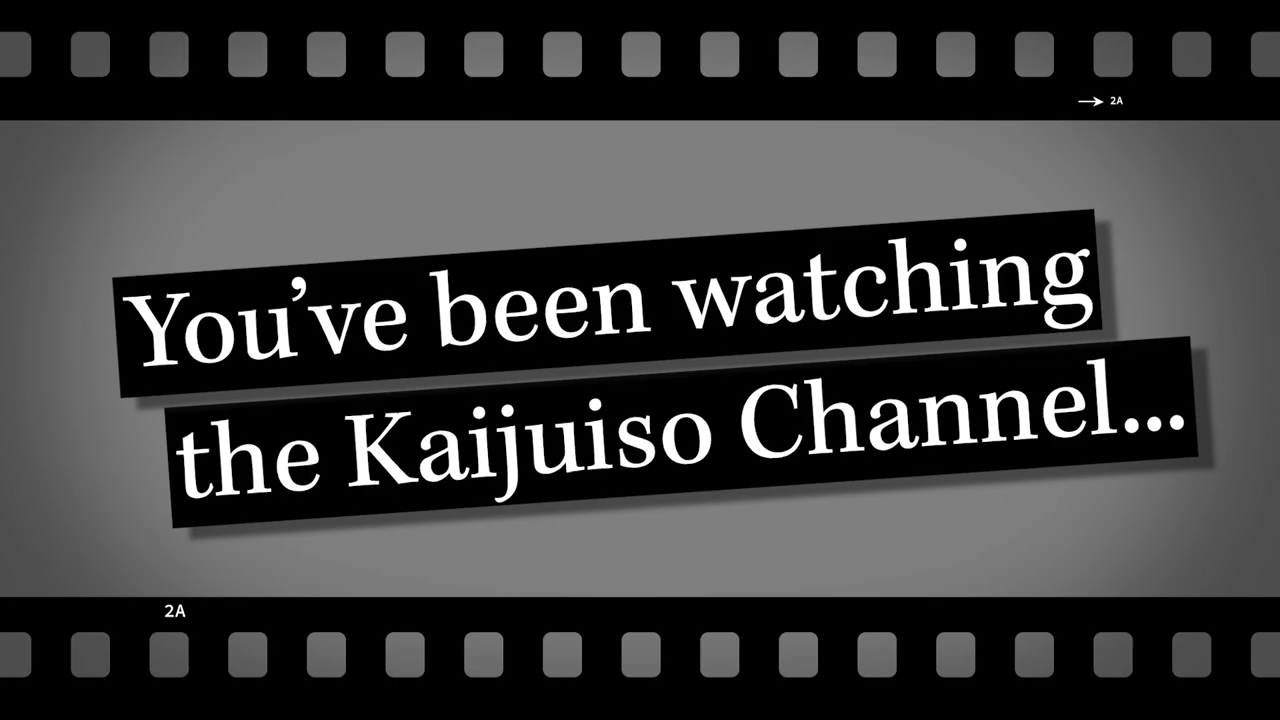 → 2A
You’ve been watching
the Kaijuiso Channel...
2A